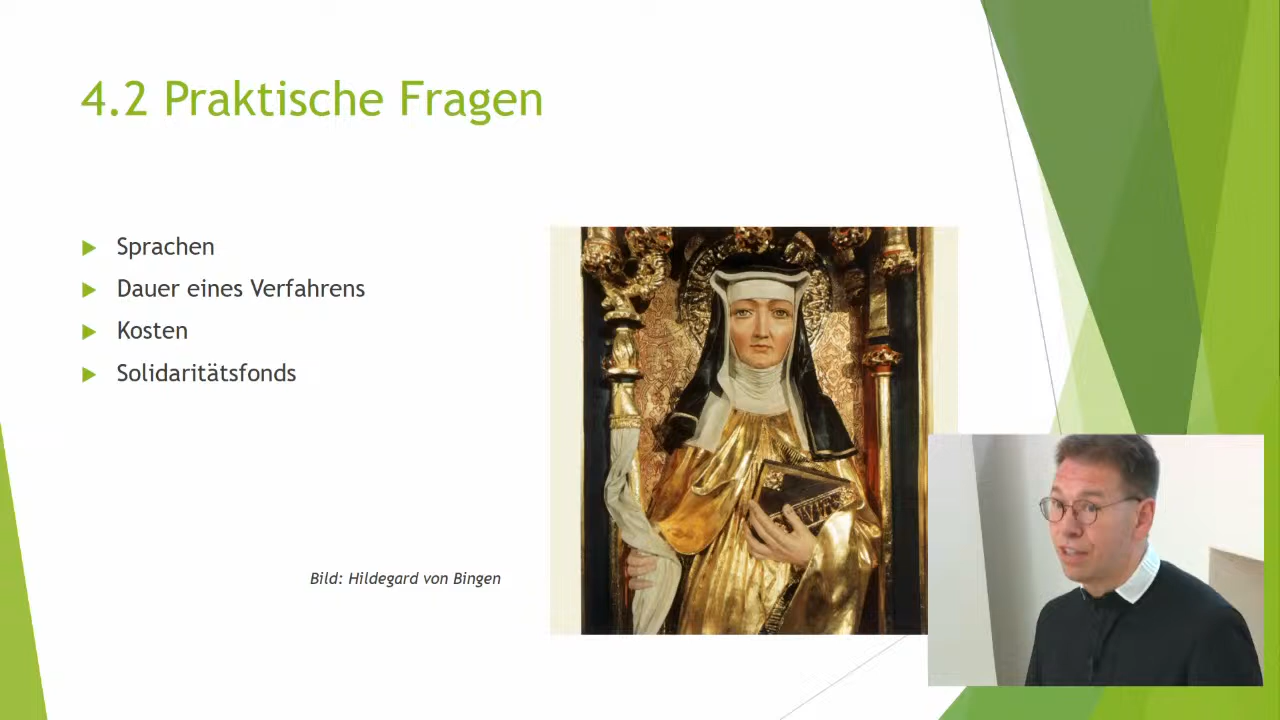 4.2 Praktische Fragen
Sprachen
Dauer eines Verfahrens
Kosten
Solidaritätsfonds
Bild: Hildegard von Bingen